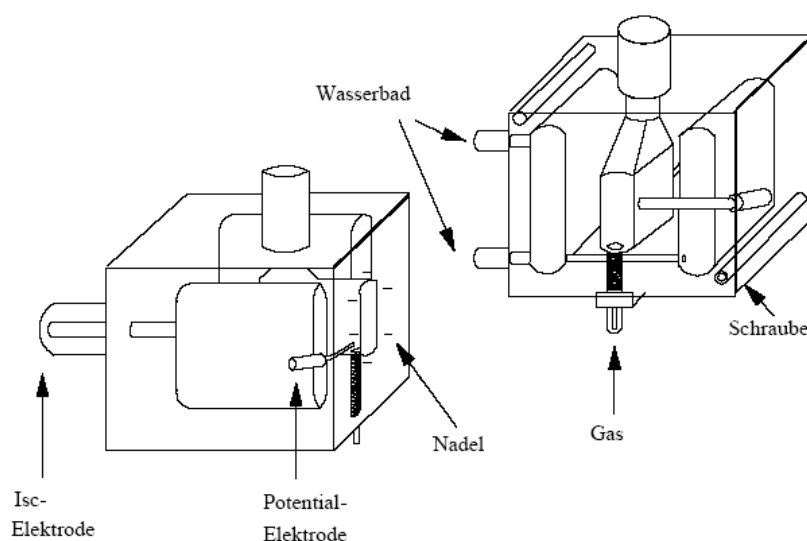 Wasserbad
Schraube
Gas
Nadel
Isc-
Elektrode
Potential-
Elektrode